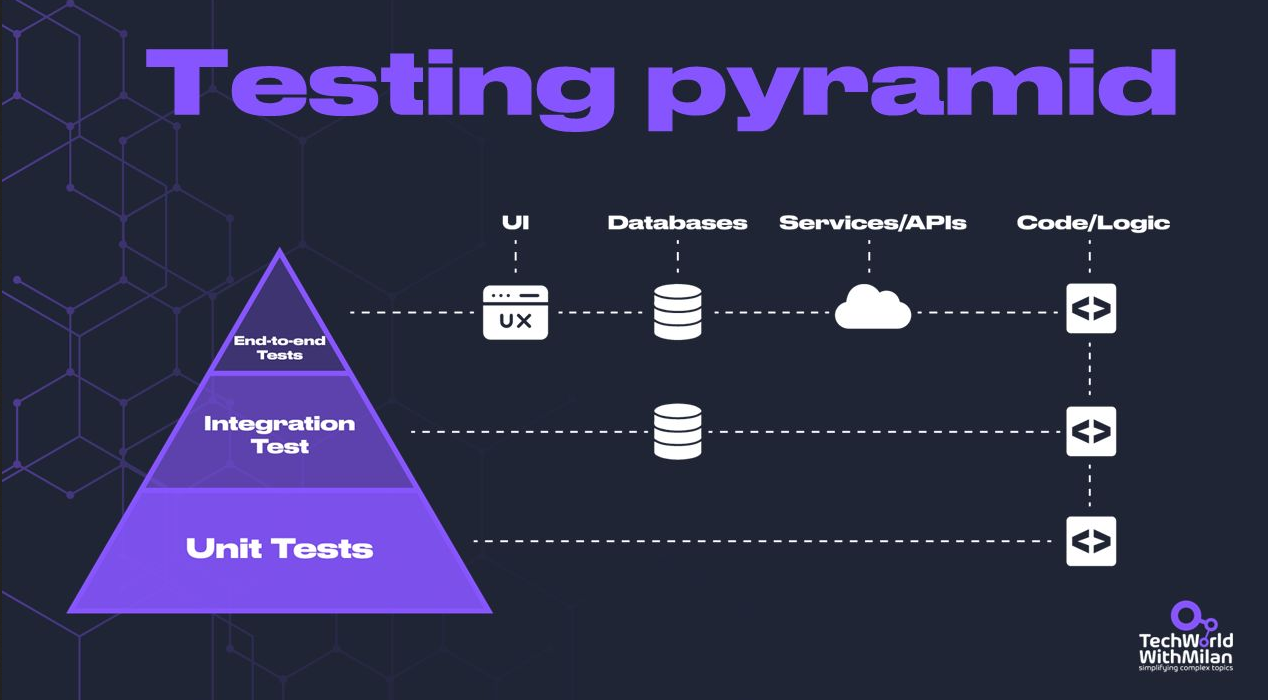 Testing pyramid
UI
Databases
Services/APIs
Code/Logic
UX
<>
End-to-end
Tests
Integration
Test
<>
Unit Tests
<>
TechWorld
WithMilan
simplifying complex topics